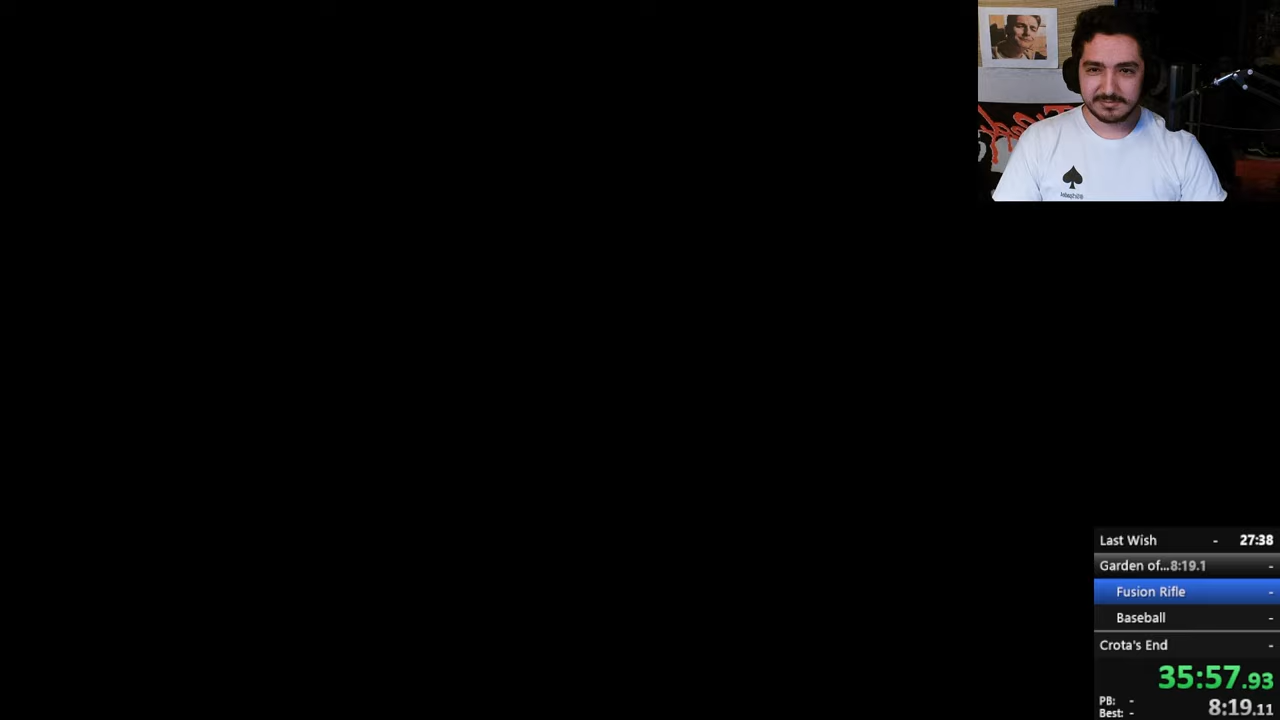 Last Wish - 27:38
Garden of...8:19.1 -
Fusion Rifle -
Baseball -
Crota's End -
35:57.93
PB: -
Best: - 8:19.11